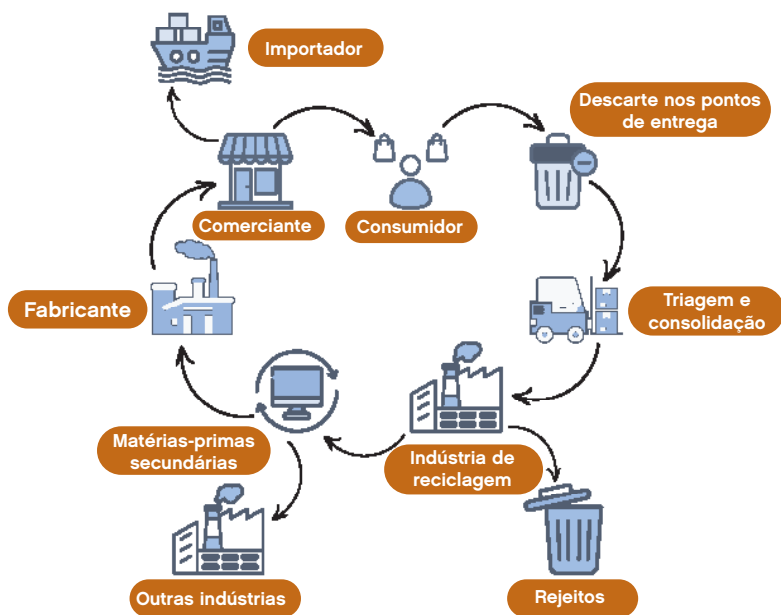 Importador
Descarte nos pontos
de entrega
Comerciante
Consumidor
Fabricante
Triagem e
consolidação
Matérias-primas
secundárias
Indústria de
reciclagem
Outras indústrias
Rejeitos